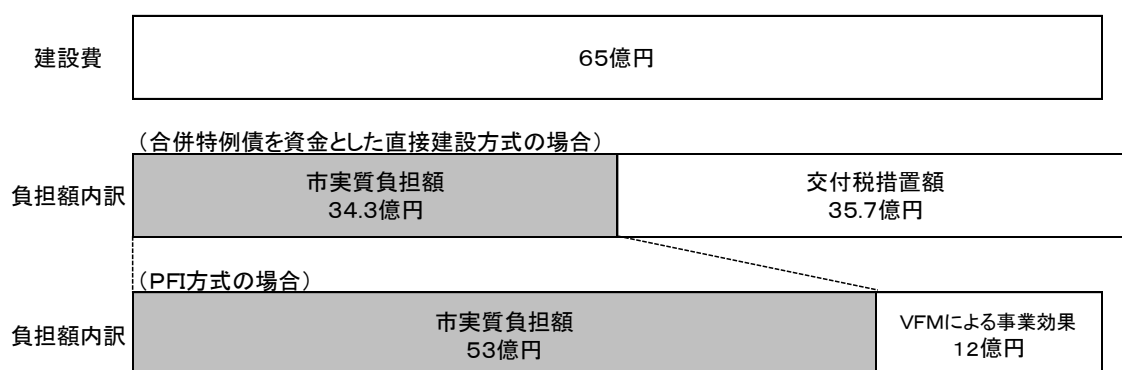 建設費
65億円
(合併特例債を資金とした直接建設方式の場合)
負担額内訳
市実質負担額
34.3億円
交付税措置額
35.7億円
(PFI方式の場合)
負担額内訳
市実質負担額
53億円
VFMによる事業効果
12億円